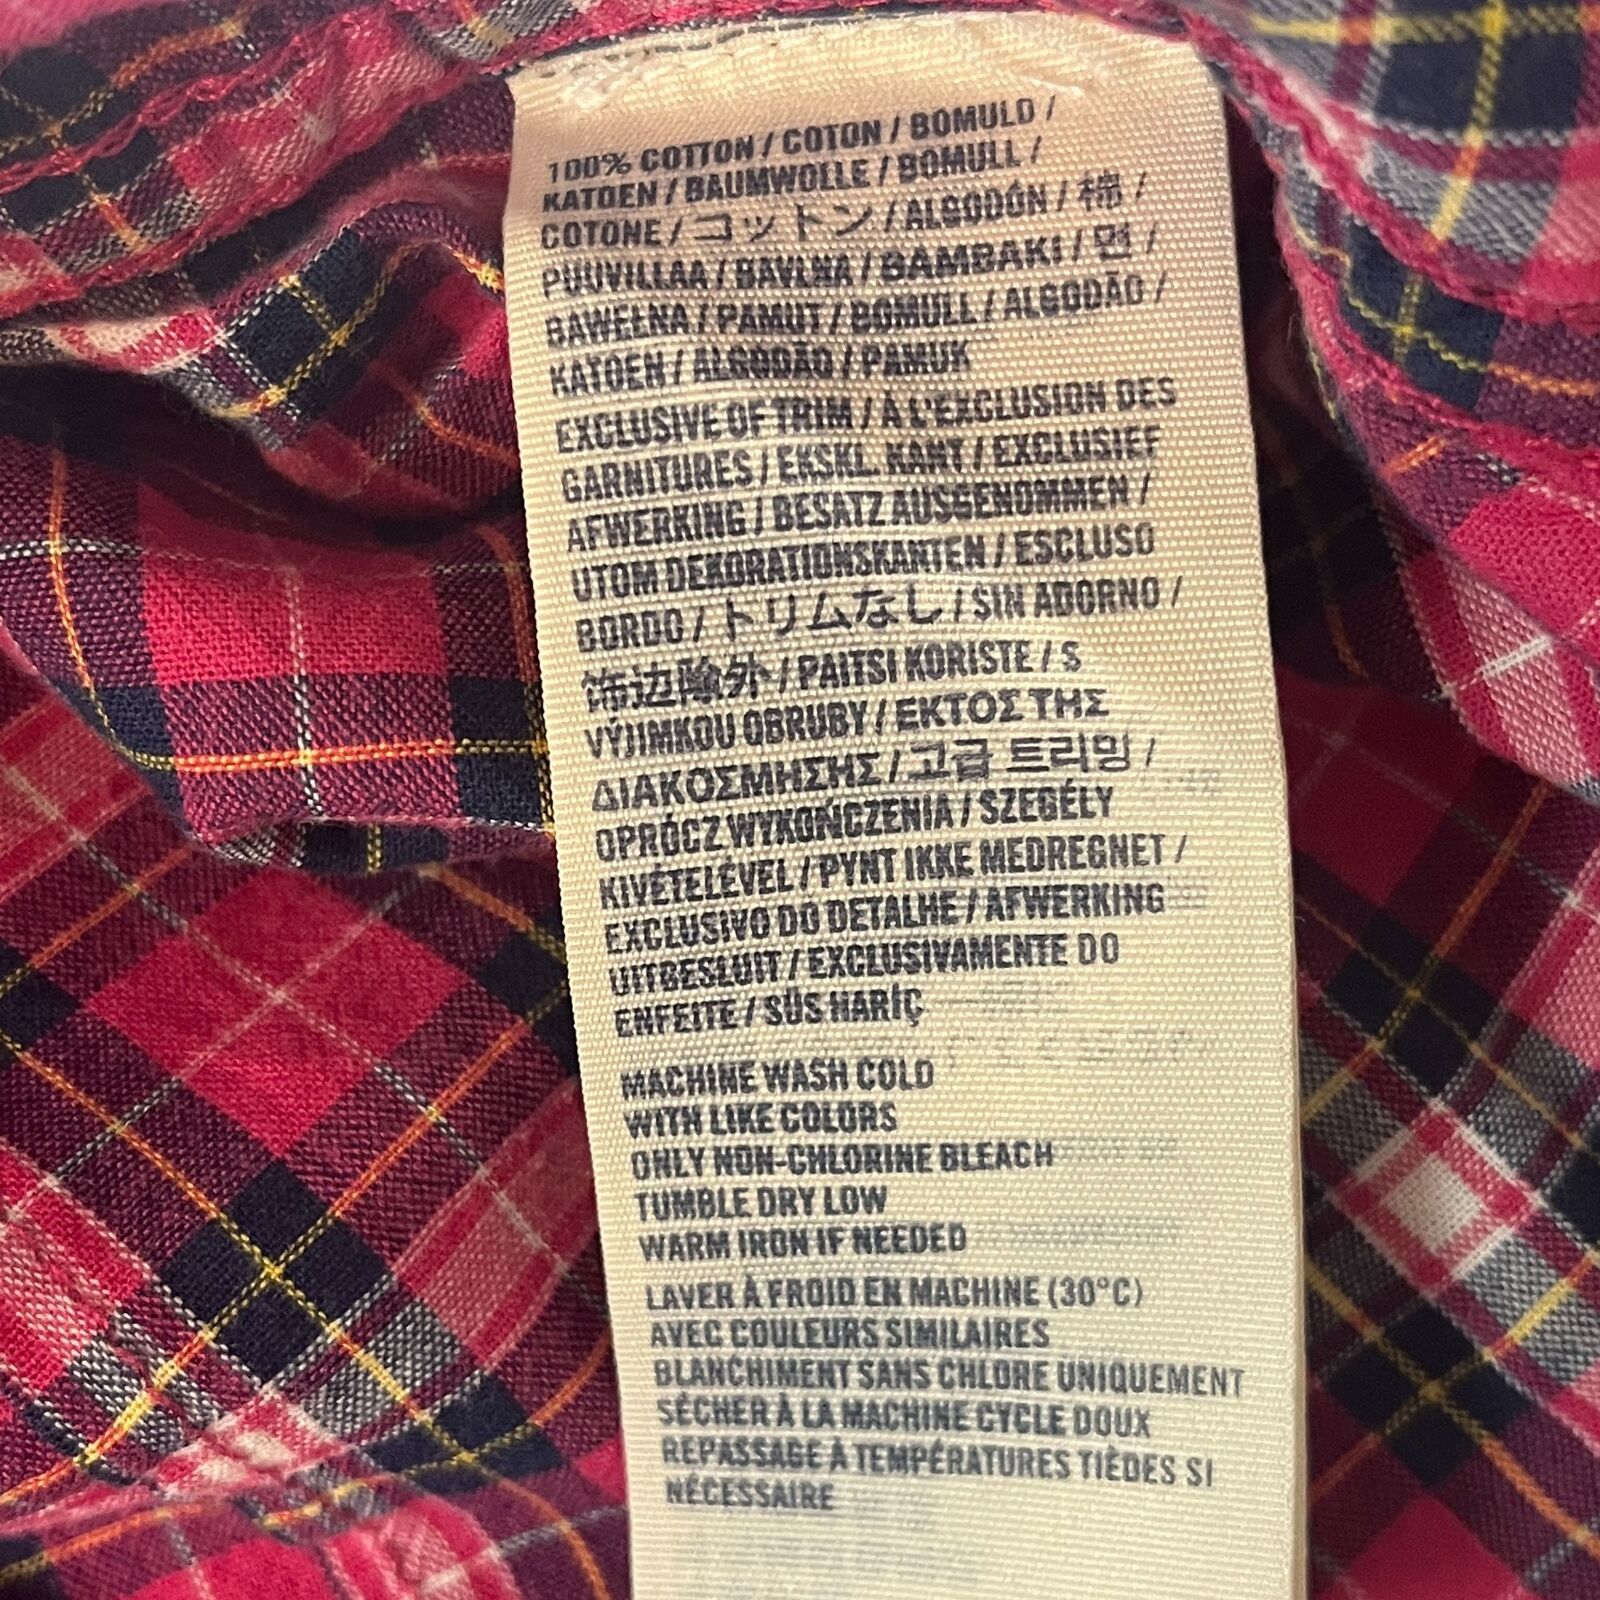 100% COTTON / COTON / BOMULD /
KATOEN / BAUMWOLLE / BOMULL /
COTONE / コットン / ALGODÓN / 棉 /
PUUVILLAA / BAVLNA / BAMBAKI / 면 /
BAWEŁNA / PAMUT / BOMULL / ALGODÃO /
KATOEN / ALGODÃO / PAMUK
EXCLUSIVE OF TRIM / À L'EXCLUSION DES
GARNITURES / EKSKL. KANT / EXCLUSIEF
AFWERKING / BESATZ AUSGENOMMEN /
UTOM DEKORATIONSKANTEN / ESCLUSO
BORDO / トリムなし / SIN ADORNO /
饰边除外 / PAITSI KORISTE / S
VÝJIMKOU OBRUBY / ΕΚΤΟΣ ΤΗΣ
ΔΙΑΚΟΣΜΗΣΗΣ / 고급 트리밍 /
OPRÓCZ WYKOŃCZENIA / SZEGÉLY
KIVÉTELÉVEL / PYNT IKKE MEDREGNET /
EXCLUSIVO DO DETALHE / AFWERKING
UITGESLUIT / EXCLUSIVAMENTE DO
ENFEITE / SÜS HARİÇ
MACHINE WASH COLD
WITH LIKE COLORS
ONLY NON-CHLORINE BLEACH
TUMBLE DRY LOW
WARM IRON IF NEEDED
LAVER À FROID EN MACHINE (30°C)
AVEC COULEURS SIMILAIRES
BLANCHIMENT SANS CHLORE UNIQUEMENT
SÉCHER À LA MACHINE CYCLE DOUX
REPASSAGE À TEMPÉRATURES TIÈDES SI
NÉCESSAIRE